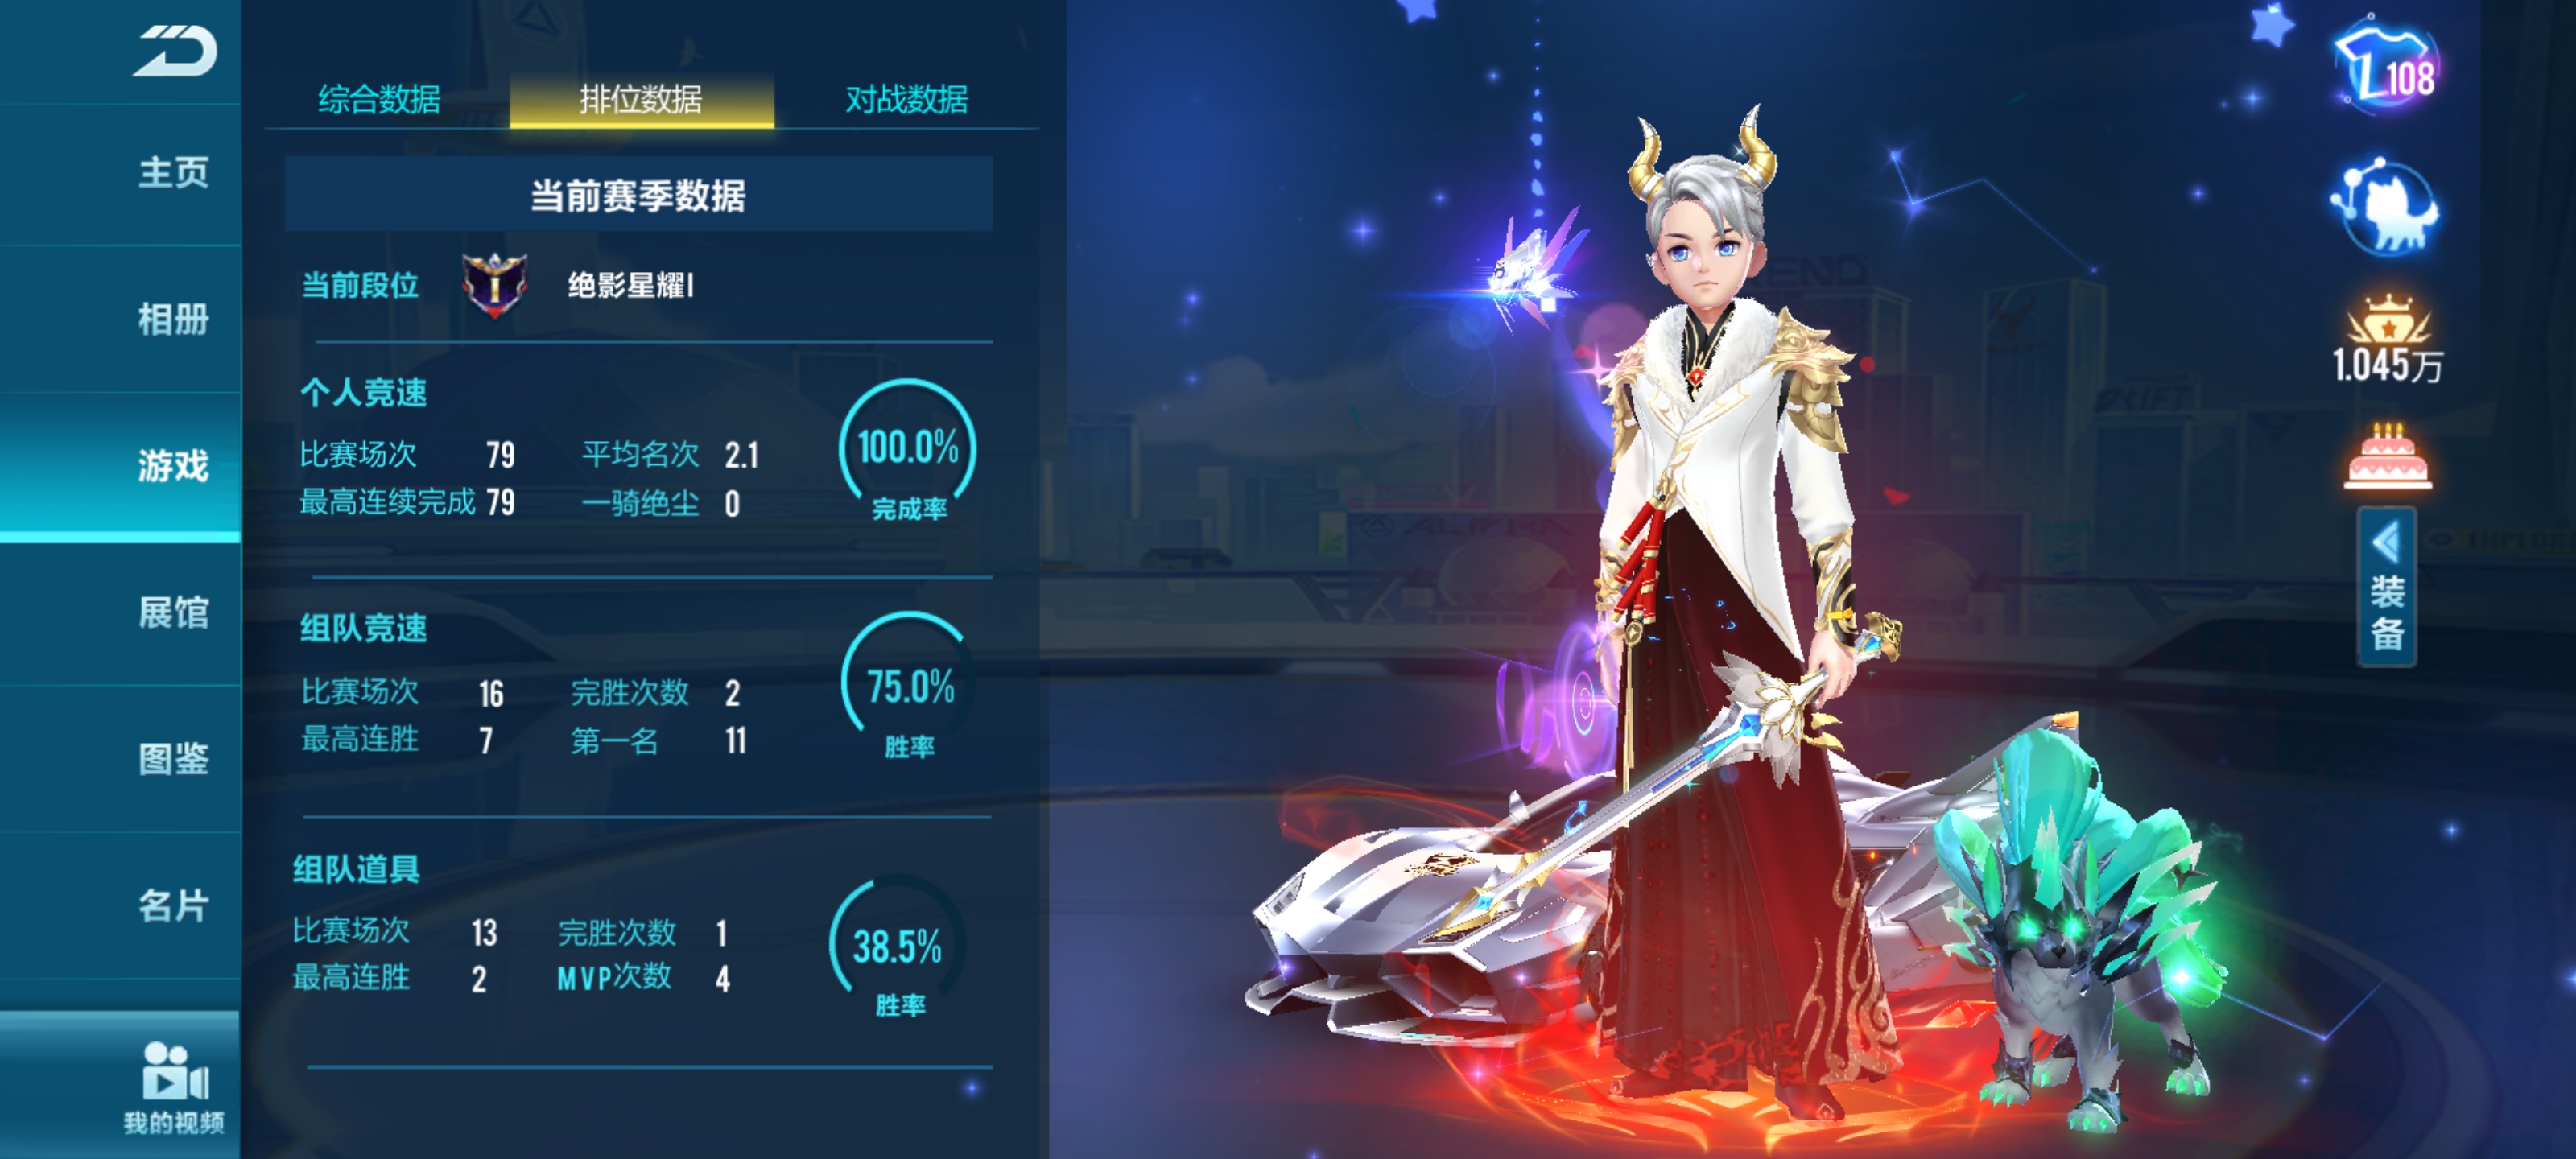 综合数据
排位数据
对战数据
主页
相册
游戏
展馆
图鉴
名片
我的视频
当前赛季数据
当前段位
绝影星耀I
个人竞速
比赛场次 79 平均名次 2.1
最高连续完成 79 一骑绝尘 0
100.0%
完成率
组队竞速
比赛场次 16 完胜次数 2
最高连胜 7 第一名 11
75.0%
胜率
组队道具
比赛场次 13 完胜次数 1
最高连胜 2 MVP次数 4
38.5%
胜率
L108
1.045万
装备
ALPHA